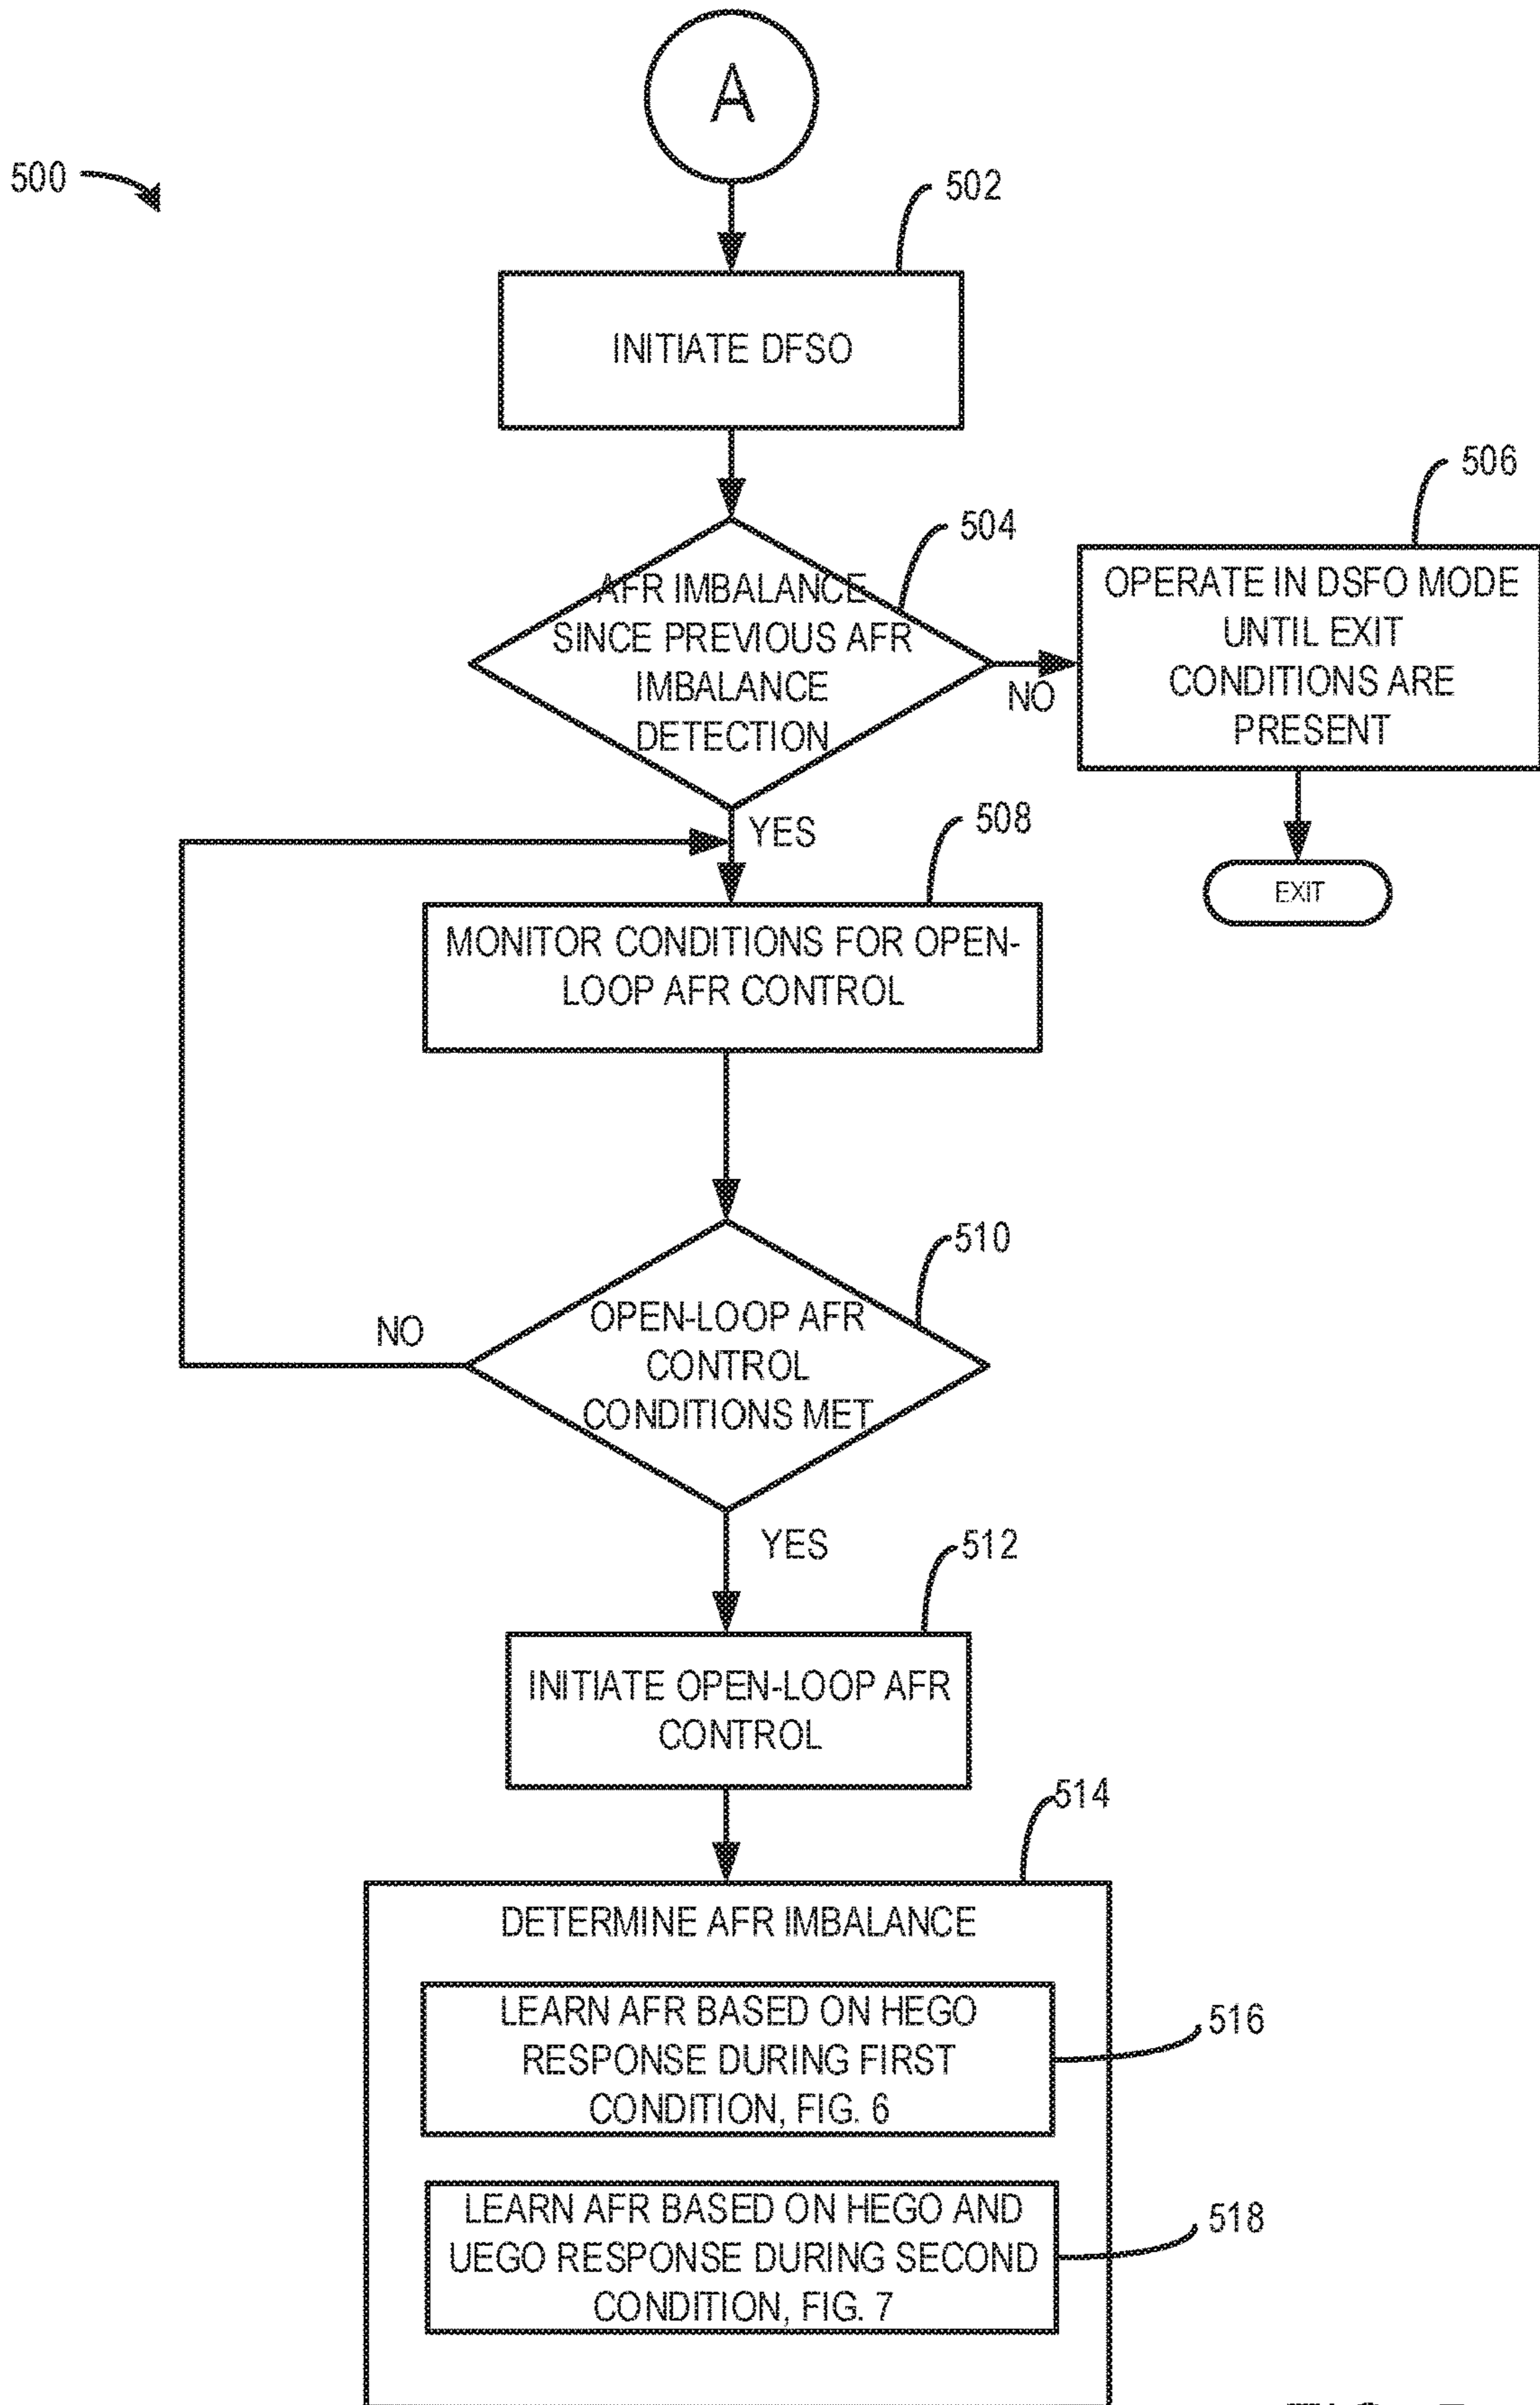 A
500
502
INITIATE DFSO
506
504
AFR IMBALANCE
SINCE PREVIOUS AFR
IMBALANCE
DETECTION
NO
OPERATE IN DSFO MODE
UNTIL EXIT
CONDITIONS ARE
PRESENT
YES
508
EXIT
MONITOR CONDITIONS FOR OPEN-
LOOP AFR CONTROL
510
NO
OPEN-LOOP AFR
CONTROL
CONDITIONS MET
YES
512
INITIATE OPEN-LOOP AFR
CONTROL
514
DETERMINE AFR IMBALANCE
LEARN AFR BASED ON HEGO
RESPONSE DURING FIRST
CONDITION, FIG. 6
516
LEARN AFR BASED ON HEGO AND
UEGO RESPONSE DURING SECOND
CONDITION, FIG. 7
518